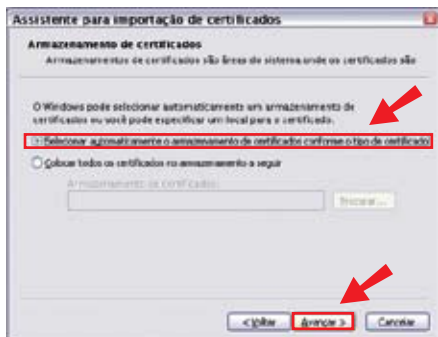 Assistente para importação de certificados
Armazenamento de certificados
Armazenamentos de certificados são áreas de sistema onde os certificados são
O Windows pode selecionar automaticamente um armazenamento de
certificados ou você pode especificar um local para o certificado.
Selecionar automaticamente o armazenamento de certificados conforme o tipo de certificado
Colocar todos os certificados no armazenamento a seguir
Armazenamento de certificados:
Procurar...
< Voltar
Avançar >
Cancelar